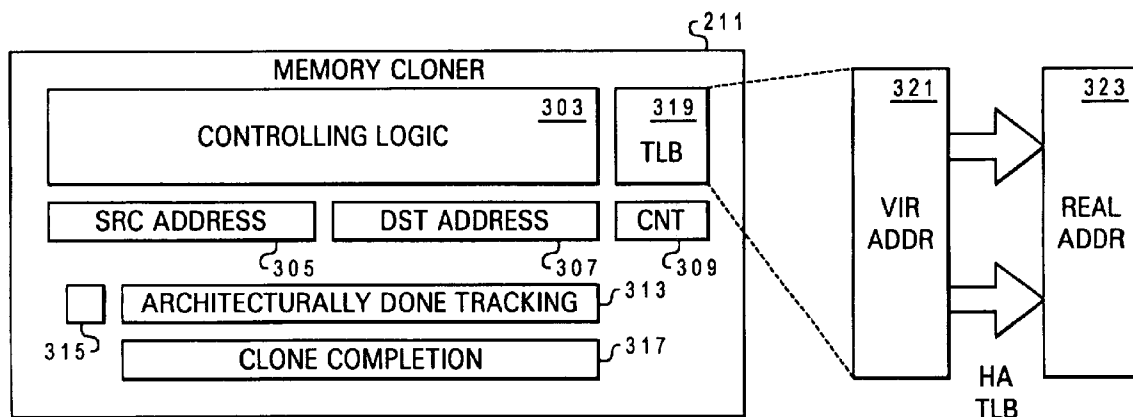 211
MEMORY CLONER
303
CONTROLLING LOGIC
319
TLB
321
VIR
ADDR
323
REAL
ADDR
SRC ADDRESS
DST ADDRESS
CNT
305
307
309
ARCHITECTURALLY DONE TRACKING
313
315
CLONE COMPLETION
317
HA
TLB